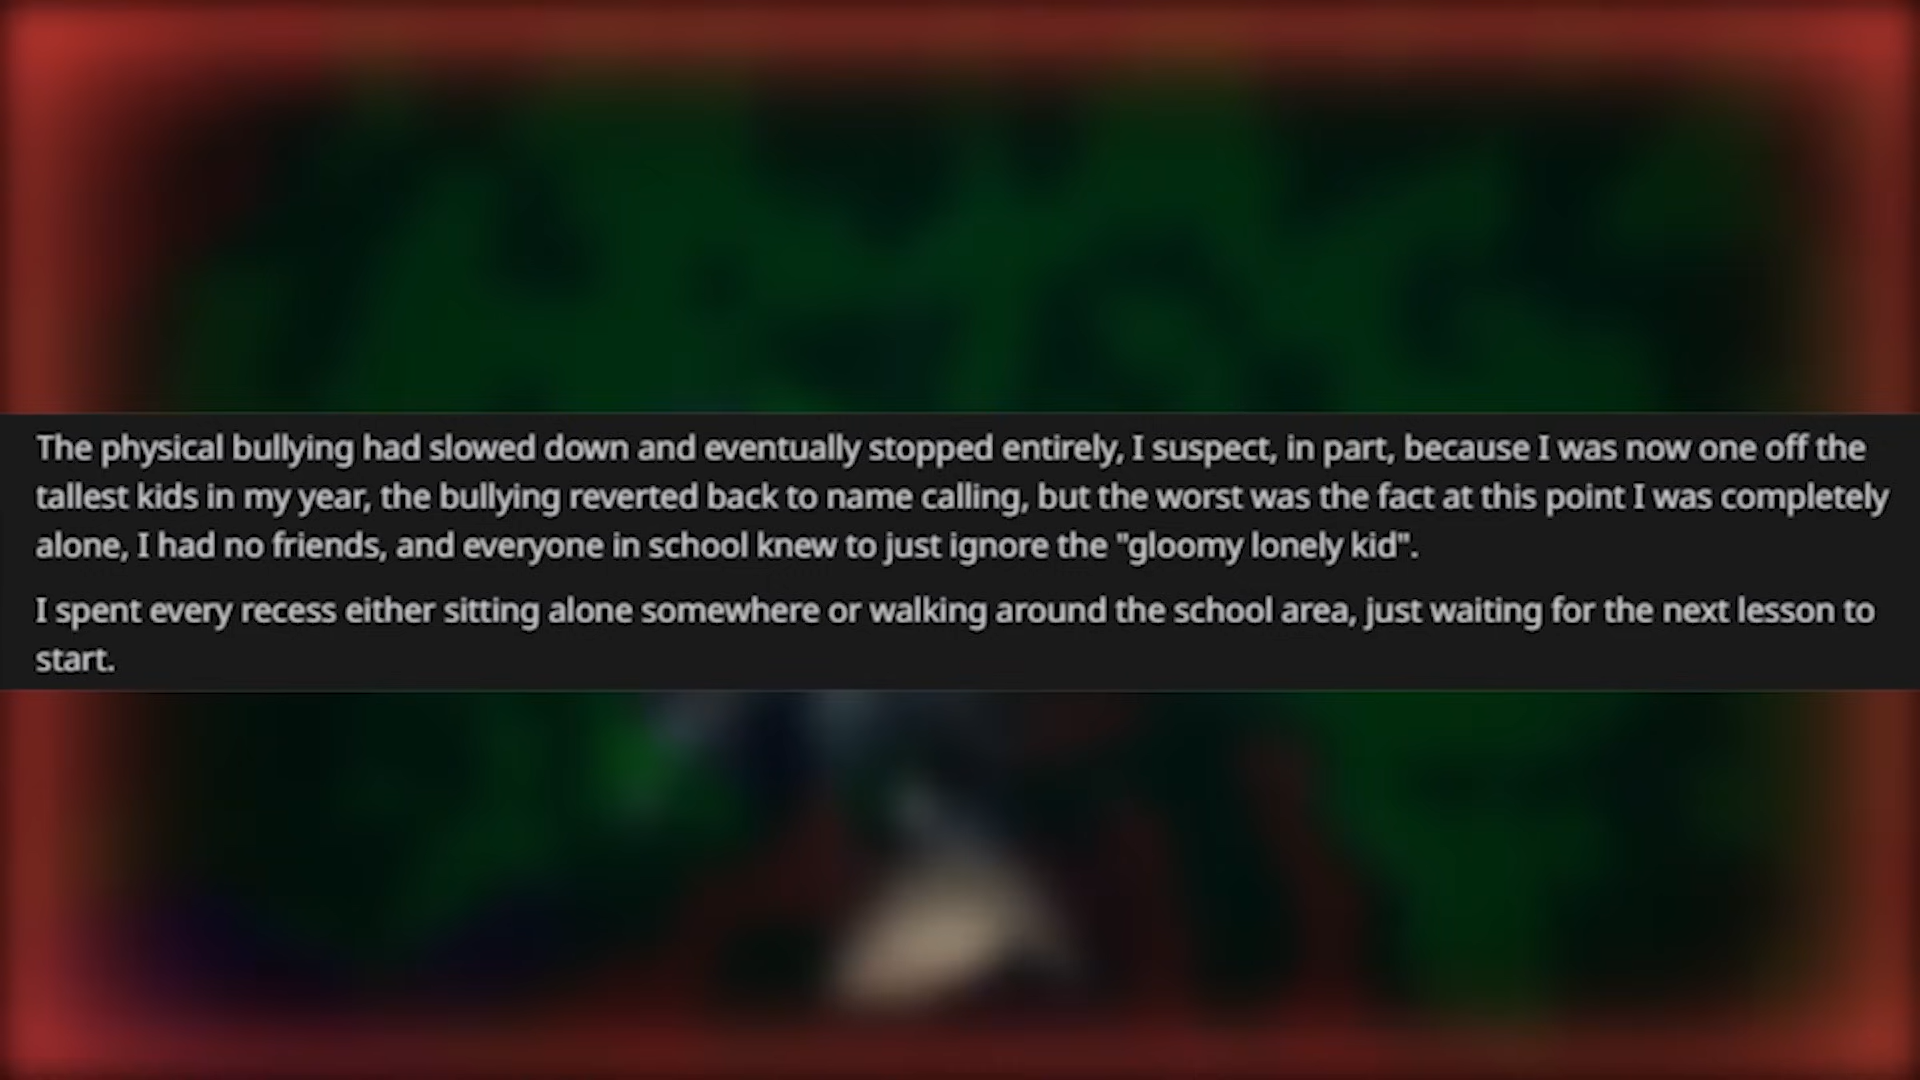 The physical bullying had slowed down and eventually stopped entirely, I suspect, in part, because I was now one off the
tallest kids in my year, the bullying reverted back to name calling, but the worst was the fact at this point I was completely
alone, I had no friends, and everyone in school knew to just ignore the "gloomy lonely kid".
I spent every recess either sitting alone somewhere or walking around the school area, just waiting for the next lesson to
start.